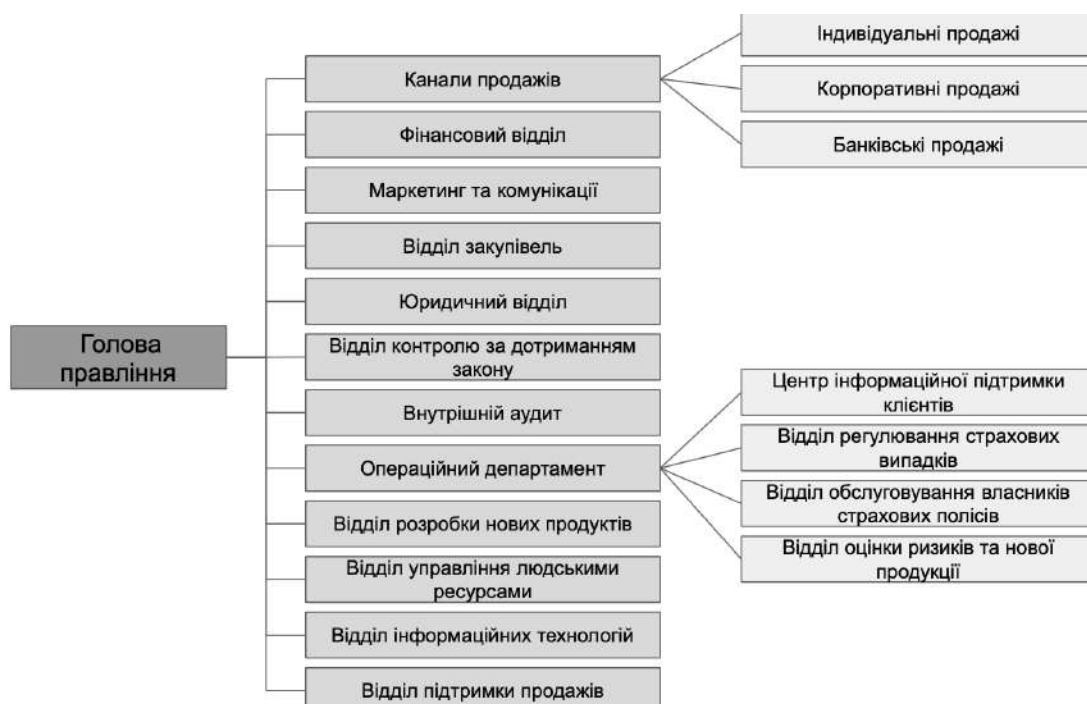 Голова
правління
Канали продажів
Фінансовий відділ
Маркетинг та комунікації
Відділ закупівель
Юридичний відділ
Відділ контролю за дотриманням
закону
Внутрішній аудит
Операційний департамент
Відділ розробки нових продуктів
Відділ управління людськими
ресурсами
Відділ інформаційних технологій
Відділ підтримки продажів
Індивідуальні продажі
Корпоративні продажі
Банківські продажі
Центр інформаційної підтримки
клієнтів
Відділ регулювання страхових
випадків
Відділ обслуговування власників
страхових полісів
Відділ оцінки ризиків та нової
продукції